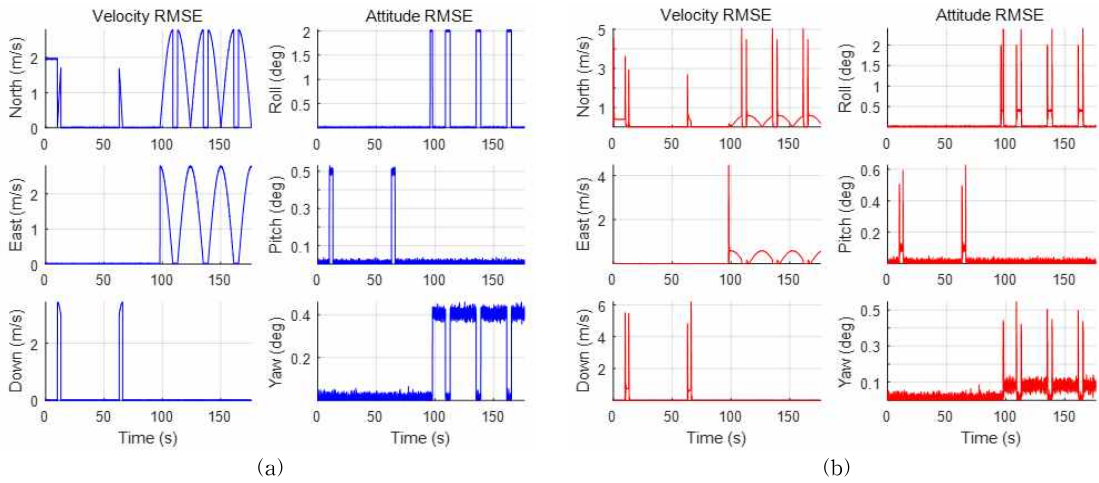 Velocity RMSE
Attitude RMSE
North (m/s)
2
1
0
0 50 100 150
Roll (deg)
2
1.5
1
0.5
0 50 100 150
East (m/s)
2
0
0 50 100 150
Pitch (deg)
0.5
0.4
0.3
0.2
0.1
0 50 100 150
Down (m/s)
2
0
0 50 100 150
Time (s)
Yaw (deg)
0.4
0.2
0
0 50 100 150
Time (s)
(a)
Velocity RMSE
Attitude RMSE
North (m/s)
5
4
3
2
1
0 50 100 150
Roll (deg)
2
1.5
1
0.5
0 50 100 150
East (m/s)
4
2
0 50 100 150
Pitch (deg)
0.6
0.4
0.2
0
0 50 100 150
Down (m/s)
6
4
2
0 50 100 150
Time (s)
Yaw (deg)
0.5
0.4
0.3
0.2
0.1
0 50 100 150
Time (s)
(b)